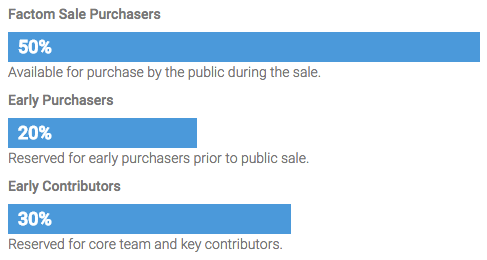 Factom Sale Purchasers
50%
Available for purchase by the public during the sale.
Early Purchasers
20%
Reserved for early purchasers prior to public sale.
Early Contributors
30%
Reserved for core team and key contributors.